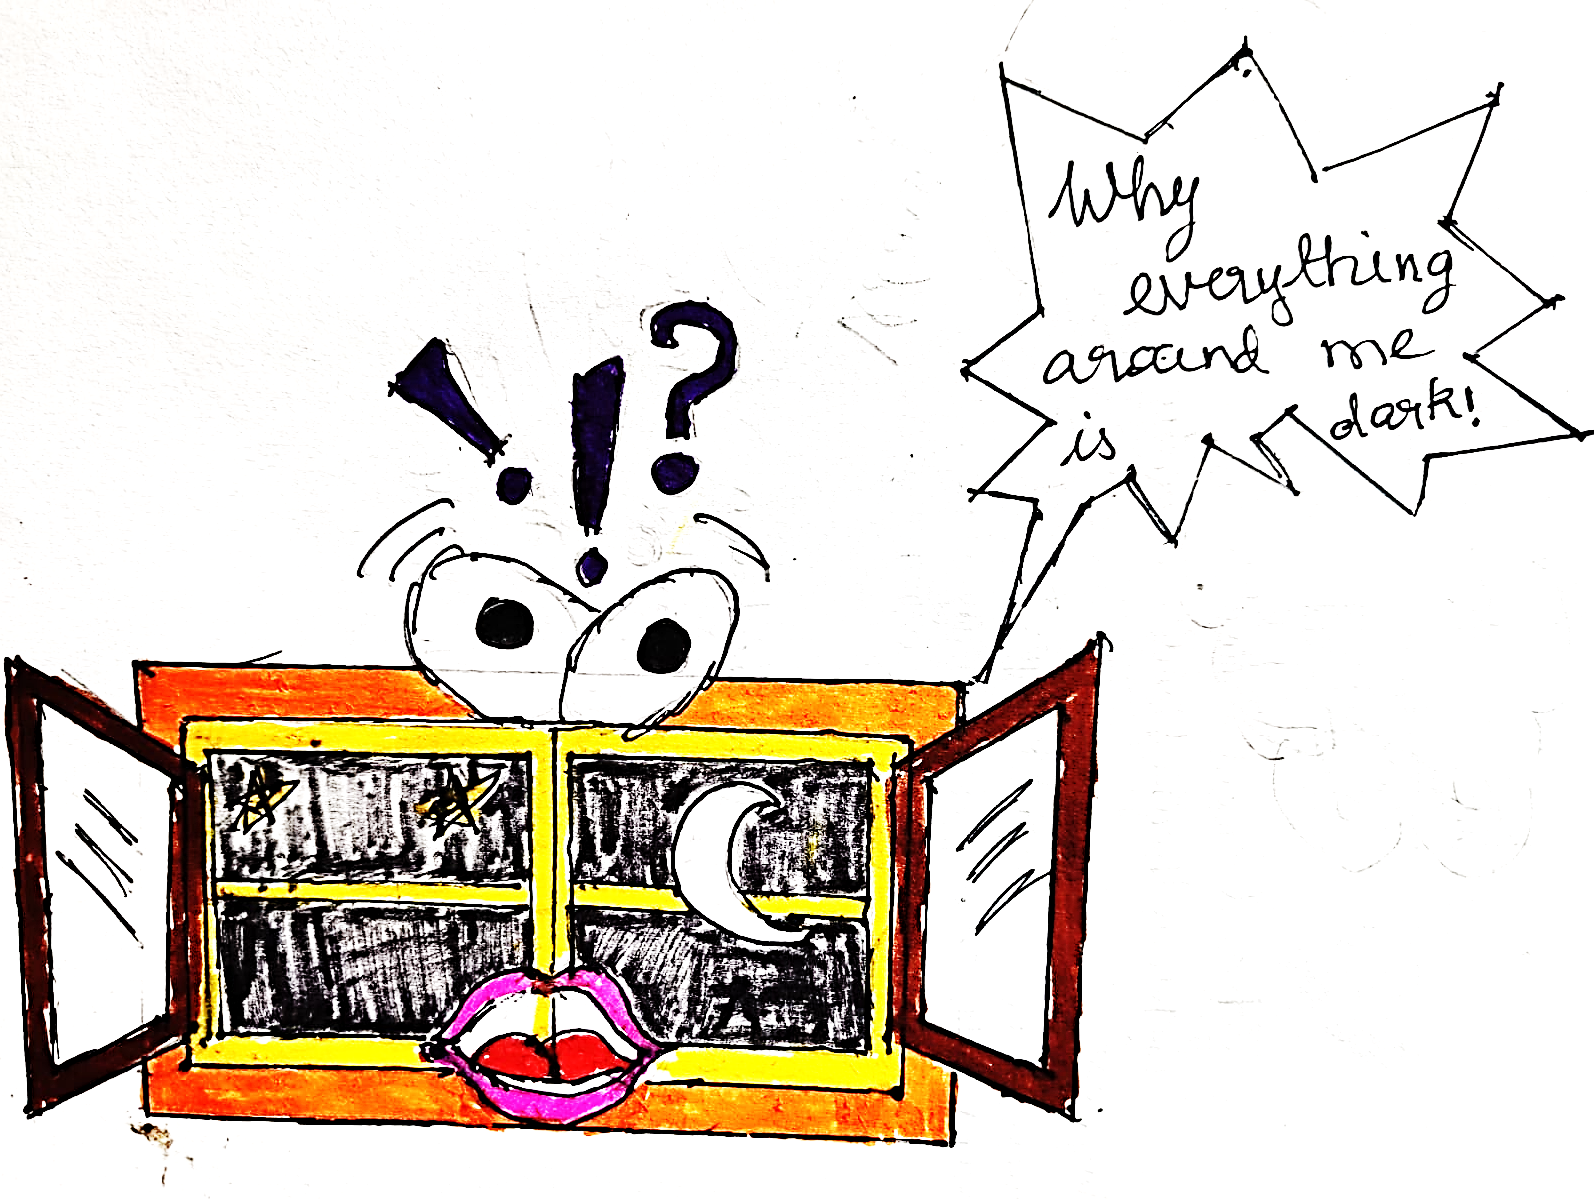 ! ! ?
Why
everything
around me
is dark!